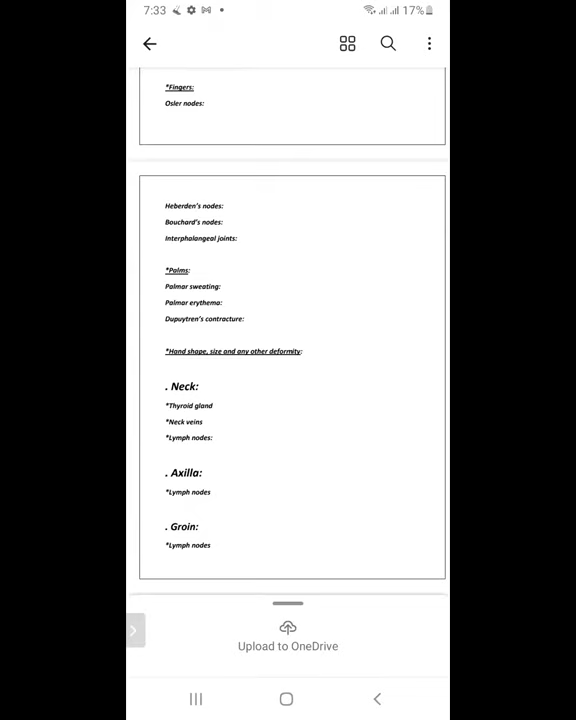 7:33
17%
*Fingers:
Osler nodes:
Heberden's nodes:
Bouchard's nodes:
Interphalangeal joints:
*Palms:
Palmar sweating:
Palmar erythema:
Dupuytren's contracture:
*Hand shape, size and any other deformity:
. Neck:
*Thyroid gland
*Neck veins
*Lymph nodes:
. Axilla:
*Lymph nodes
. Groin:
*Lymph nodes
Upload to OneDrive